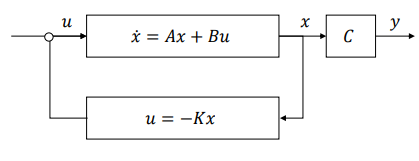 u
ẋ = Ax + Bu
x
C
y
u = −Kx